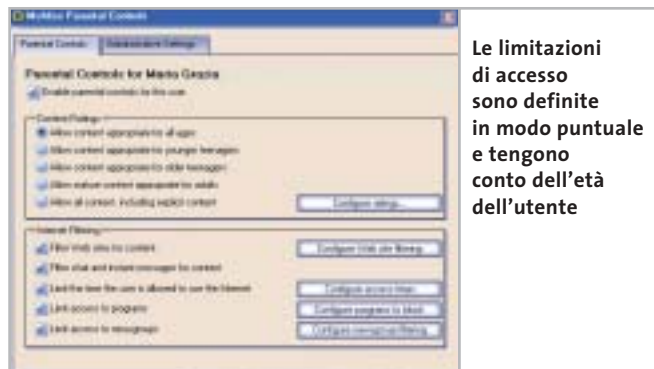 McAfee Parental Controls
Parental Controls
Administrative Settings
Parental Controls for Maria Grazia
Enable parental controls for this user
Content Ratings
Allow content appropriate for all ages
Allow content appropriate for younger teenagers
Allow content appropriate for older teenagers
Allow mature content appropriate for adults
Allow all content, including explicit content
Configure ratings...
Internet Filtering
Filter Web sites for content
Configure Web site filtering
Filter chat and instant messages for content
Limit the time the user is allowed to use the Internet
Configure access times
Limit access to programs
Configure programs to block
Limit access to newsgroups
Configure newsgroup filtering
Le limitazioni
di accesso
sono definite
in modo puntuale
e tengono
conto dell'età
dell'utente